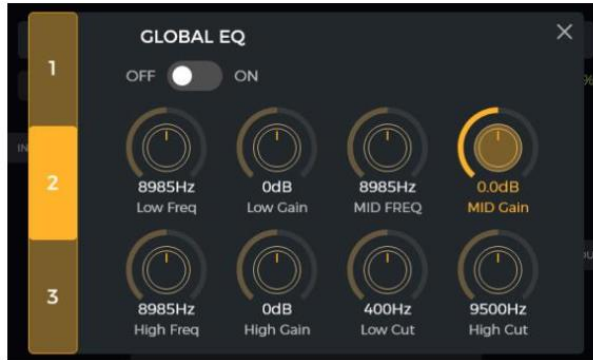 GLOBAL EQ
OFF ON
1
2
3
8985Hz 0dB 8985Hz 0.0dB
Low Freq Low Gain MID FREQ MID Gain
8985Hz 0dB 400Hz 9500Hz
High Freq High Gain Low Cut High Cut
IN
%